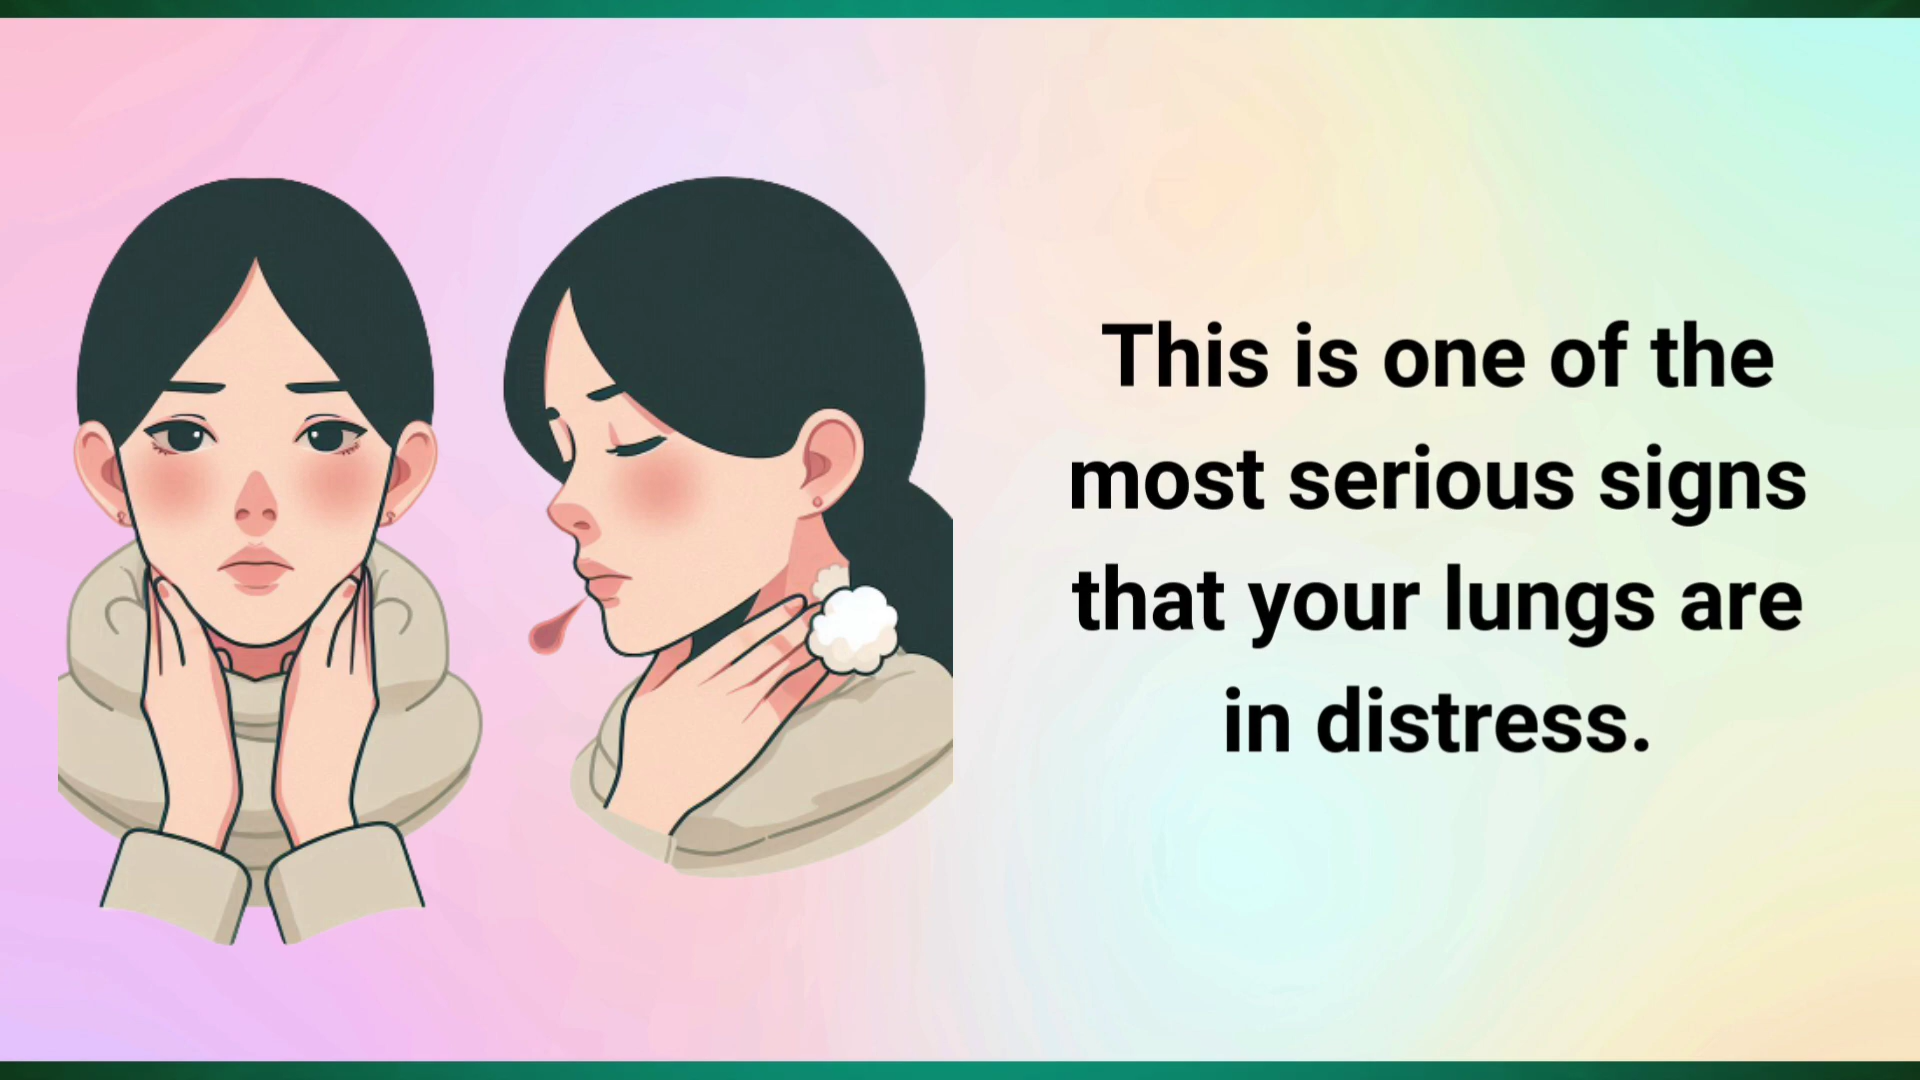 This is one of the
most serious signs
that your lungs are
in distress.